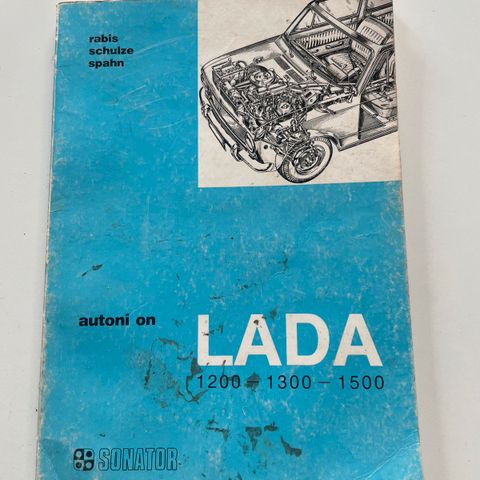 rabis
schulze
spahn
autoni on
LADA
1200 – 1300 – 1500
SONATOR